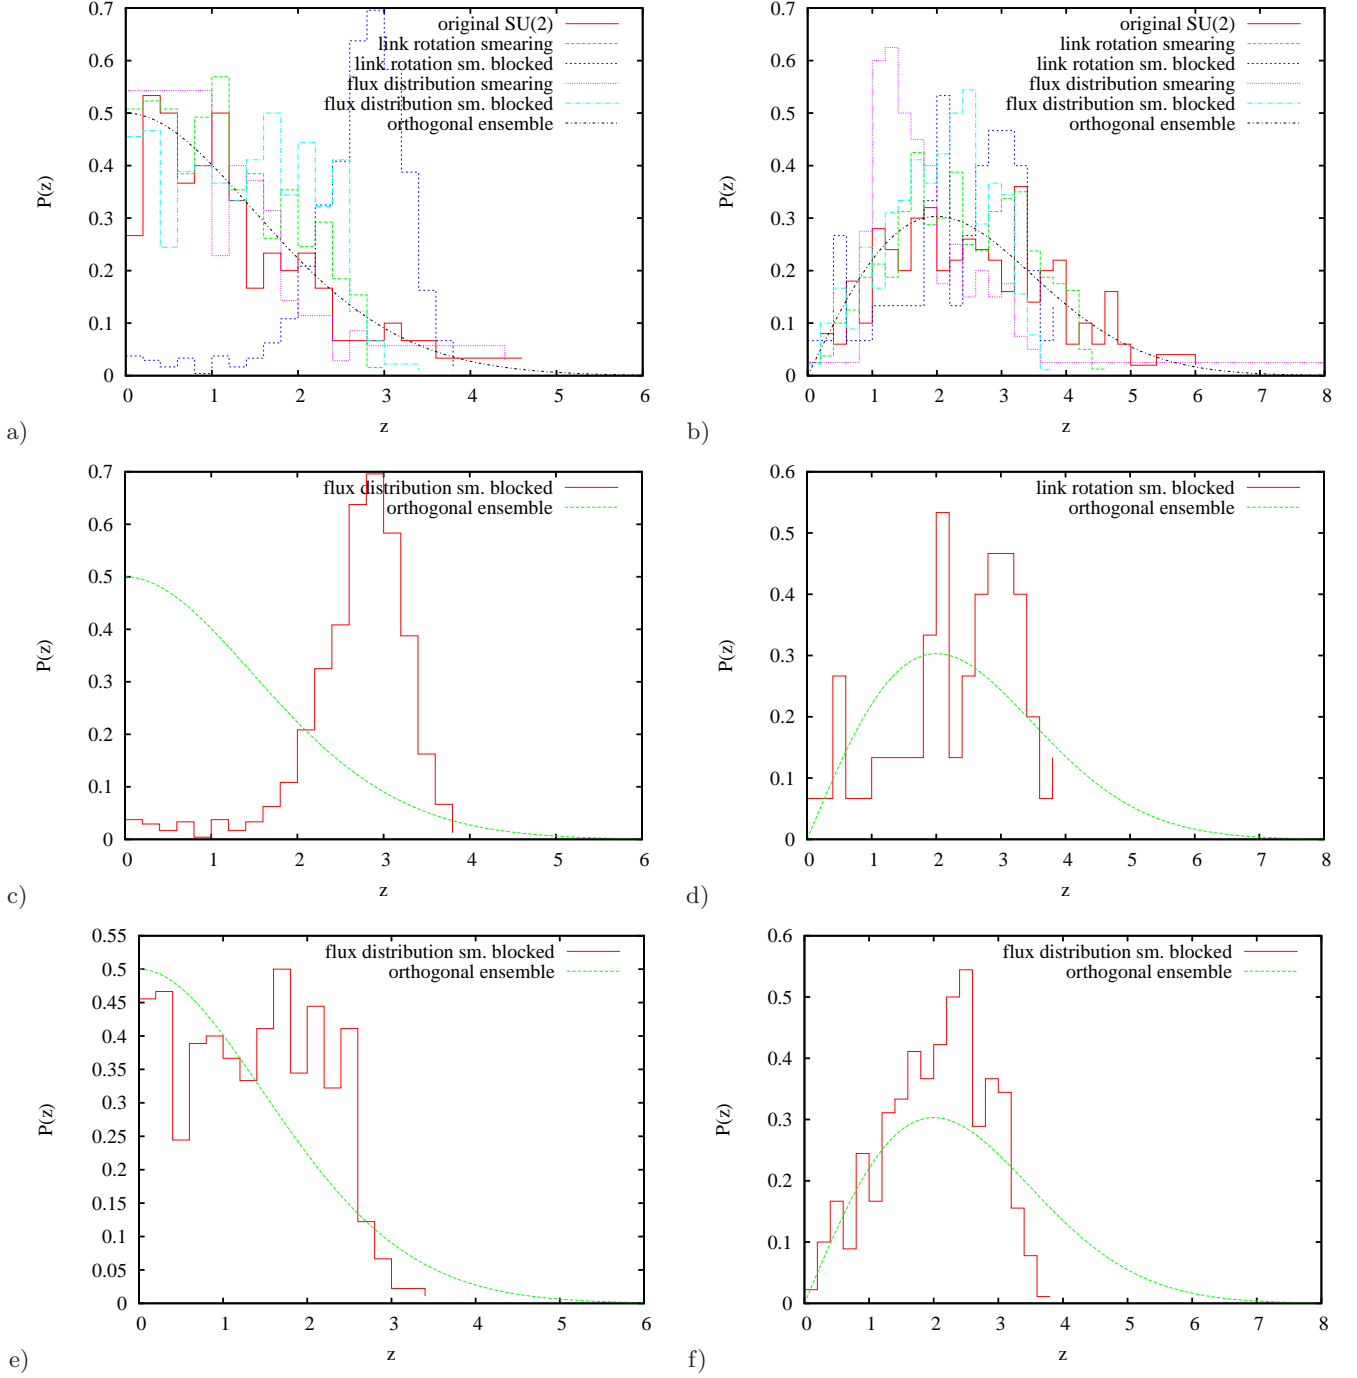 original SU(2)
link rotation smearing
link rotation sm. blocked
flux distribution smearing
flux distribution sm. blocked
orthogonal ensemble
0.7
0.6
0.5
0.4
0.3
0.2
0.1
0
P(z)
0 1 2 3 4 5 6
z
a)
original SU(2)
link rotation smearing
link rotation sm. blocked
flux distribution smearing
flux distribution sm. blocked
orthogonal ensemble
0.7
0.6
0.5
0.4
0.3
0.2
0.1
0
P(z)
0 1 2 3 4 5 6 7 8
z
b)
flux distribution sm. blocked
orthogonal ensemble
0.7
0.6
0.5
0.4
0.3
0.2
0.1
0
P(z)
0 1 2 3 4 5 6
z
c)
link rotation sm. blocked
orthogonal ensemble
0.6
0.5
0.4
0.3
0.2
0.1
0
P(z)
0 1 2 3 4 5 6 7 8
z
d)
flux distribution sm. blocked
orthogonal ensemble
0.55
0.5
0.45
0.4
0.35
0.3
0.25
0.2
0.15
0.1
0.05
0
P(z)
0 1 2 3 4 5 6
z
e)
flux distribution sm. blocked
orthogonal ensemble
0.6
0.5
0.4
0.3
0.2
0.1
0
P(z)
0 1 2 3 4 5 6 7 8
z
f)